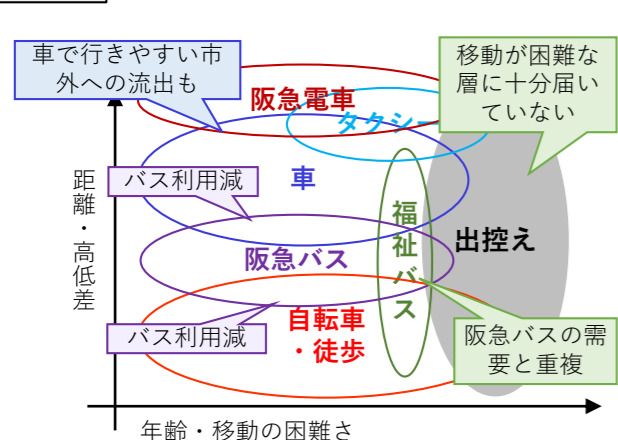 車で行きやすい市
外への流出も
移動が困難な
層に十分届い
ていない
阪急電車
タクシー
バス利用減
車
距離・高低差
福祉バス
阪急バス
出控え
バス利用減
自転車
・徒歩
阪急バスの需
要と重複
年齢・移動の困難さ